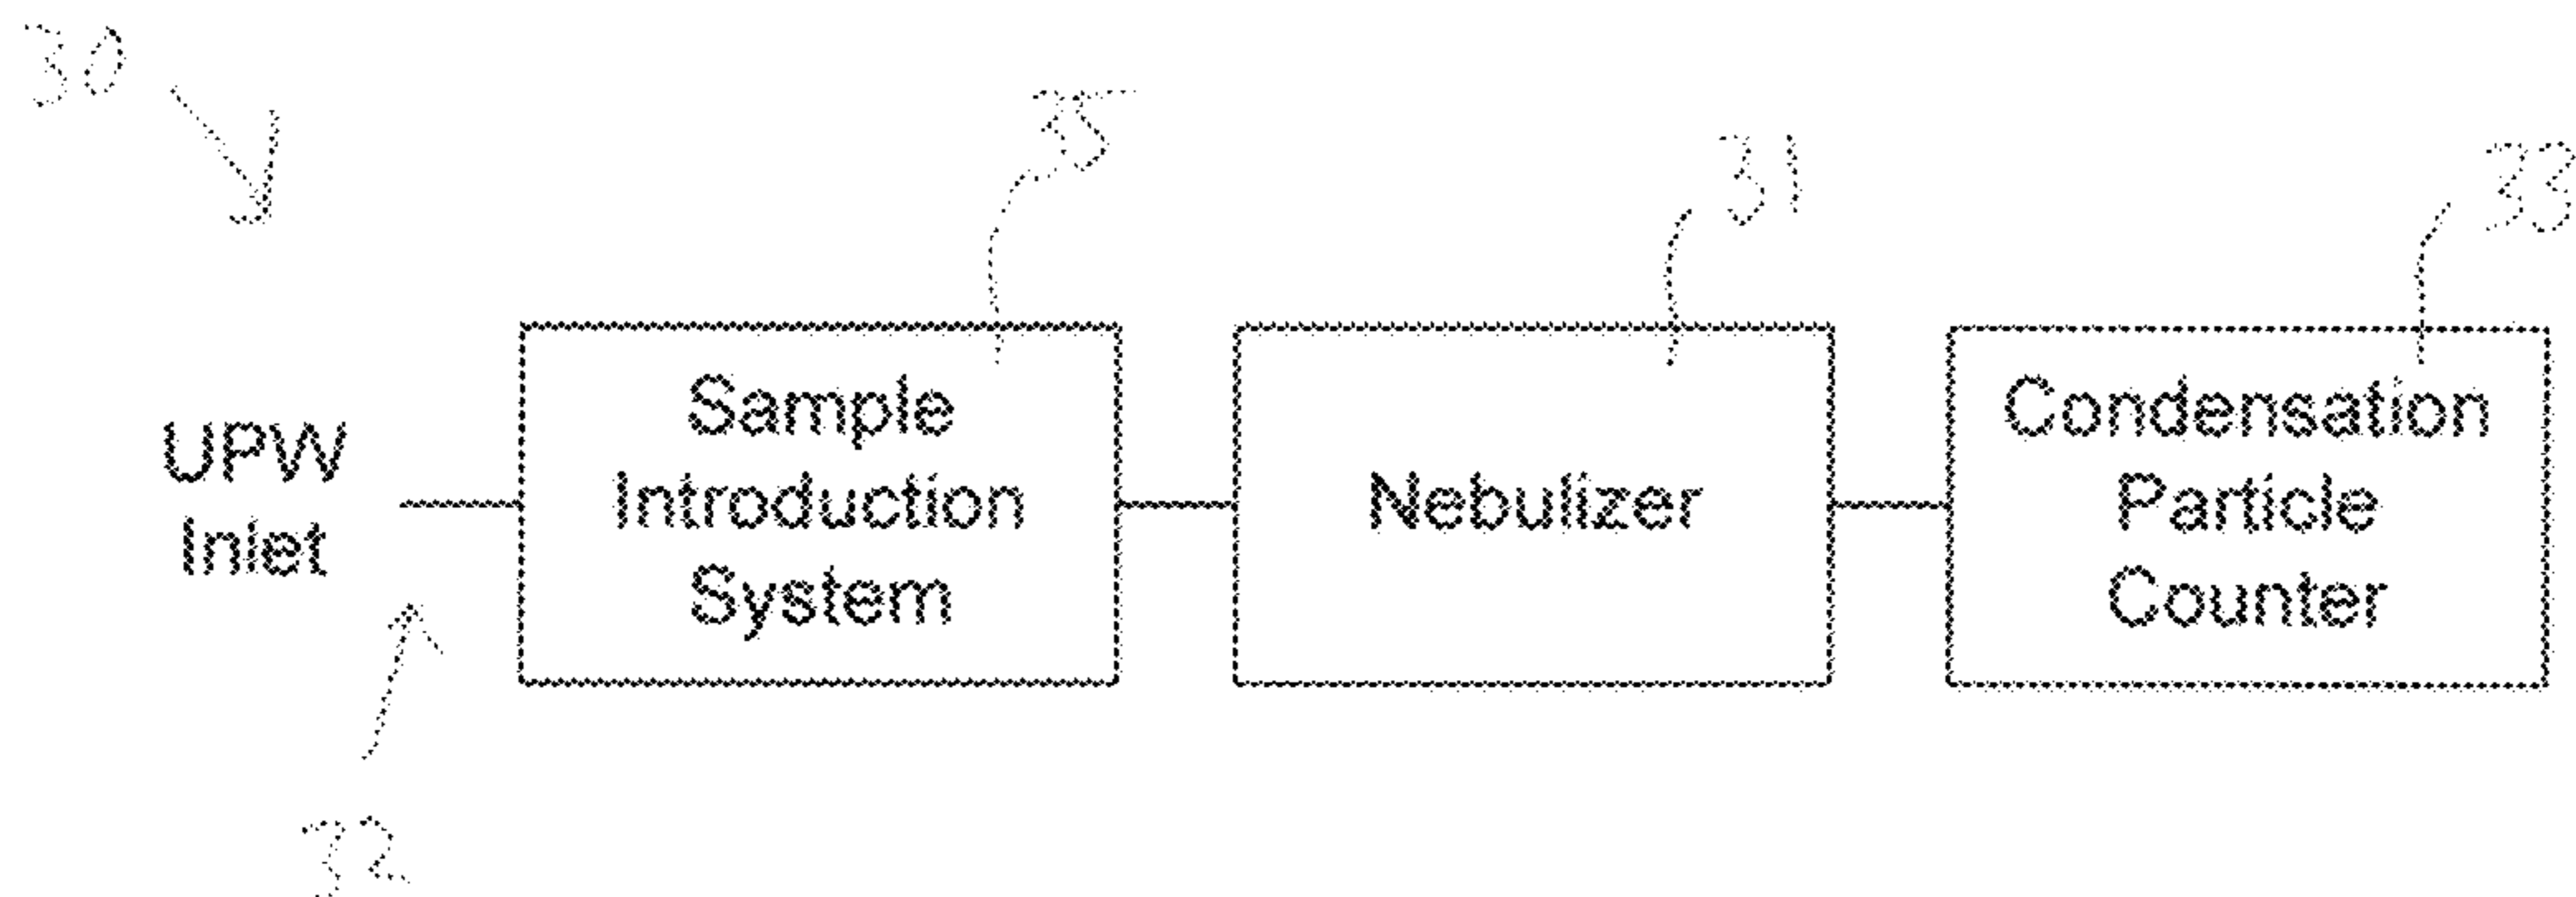 30
35
31
33
UPW
Inlet
Sample
Introduction
System
Nebulizer
Condensation
Particle
Counter
32